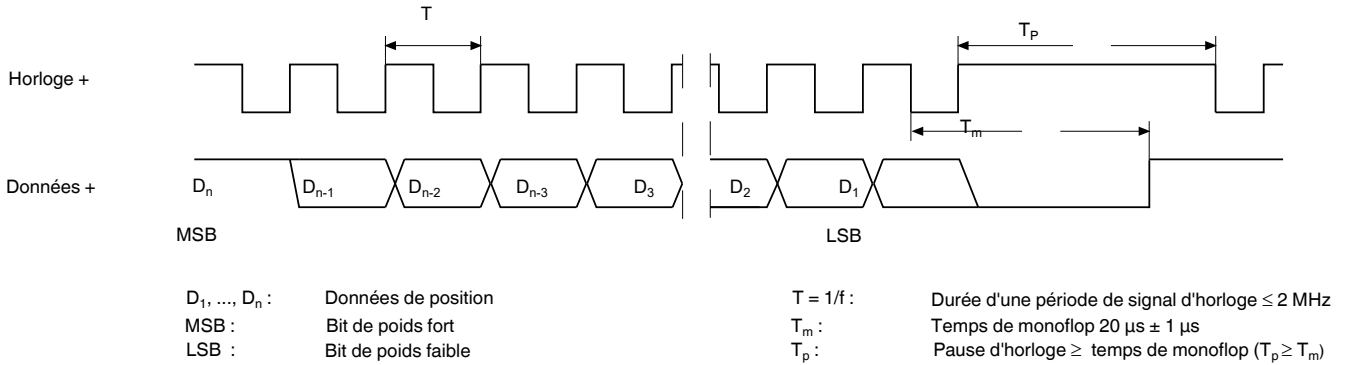 T
T_P
Horloge +
T_m
Données +
D_n D_n-1 D_n-2 D_n-3 D_3 D_2 D_1
MSB LSB
D_1, ..., D_n : Données de position
MSB : Bit de poids fort
LSB : Bit de poids faible
T = 1/f : Durée d'une période de signal d'horloge ≤ 2 MHz
T_m : Temps de monoflop 20 µs ± 1 µs
T_p : Pause d'horloge ≥ temps de monoflop (T_p ≥ T_m)